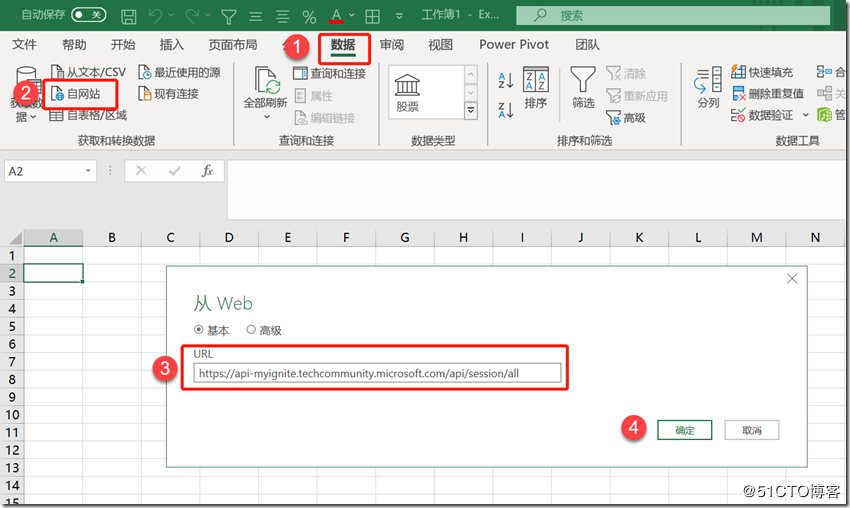 自动保存 关 % A 工作簿1 - Ex... 搜索
文件 帮助 开始 插入 页面布局 1 数据 审阅 视图 Power Pivot 团队
从文本/CSV 最近使用的源 查询和连接 清除 快速填充 合
2 自网站 现有连接 属性 重新应用 删除重复值 关
自表格/区域 编辑链接 高级 数据验证 管
获取数据 全部刷新 股票 排序 筛选 分列
获取和转换数据 查询和连接 数据类型 排序和筛选 数据工具
A2 fx
A B C D E F G H I J K L M N
1
2
3
4
5
6
7
8
9
10
11
12
13
14
15
从 Web
基本 高级
URL
3 https://api-myignite.techcommunity.microsoft.com/api/session/all
4 确定 取消
@51CTO博客